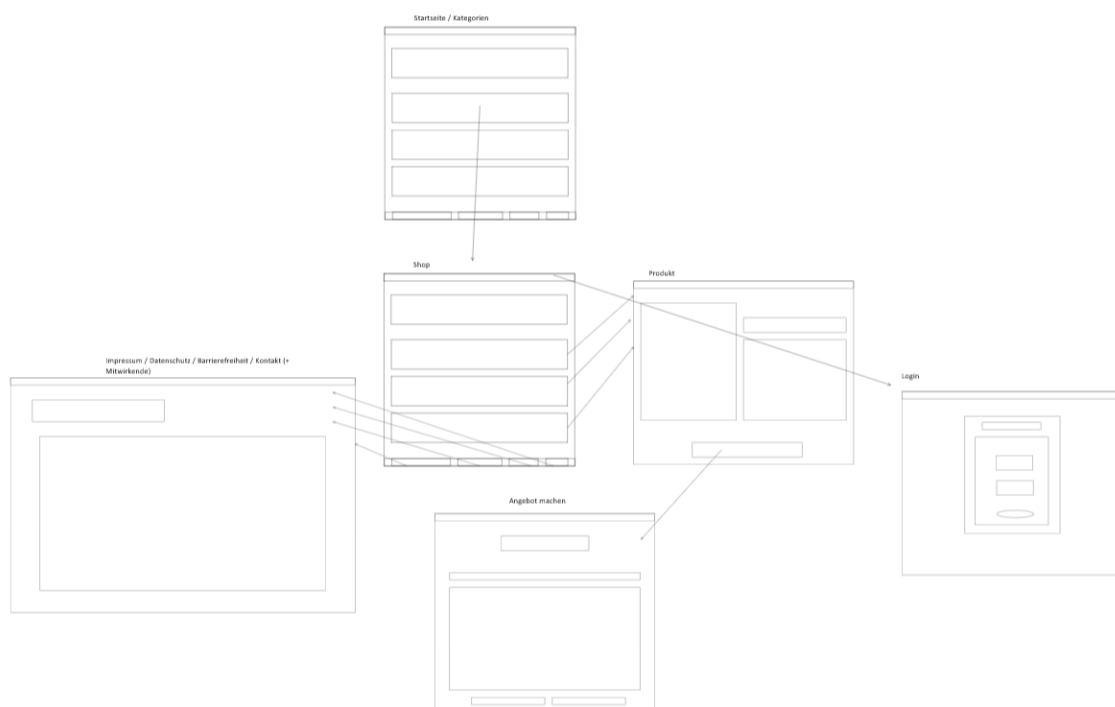 Startseite / Kategorien
Shop
Produkt
Impressum / Datenschutz / Barrierefreiheit / Kontakt (+
Mitwirkende)
Login
Angebot machen